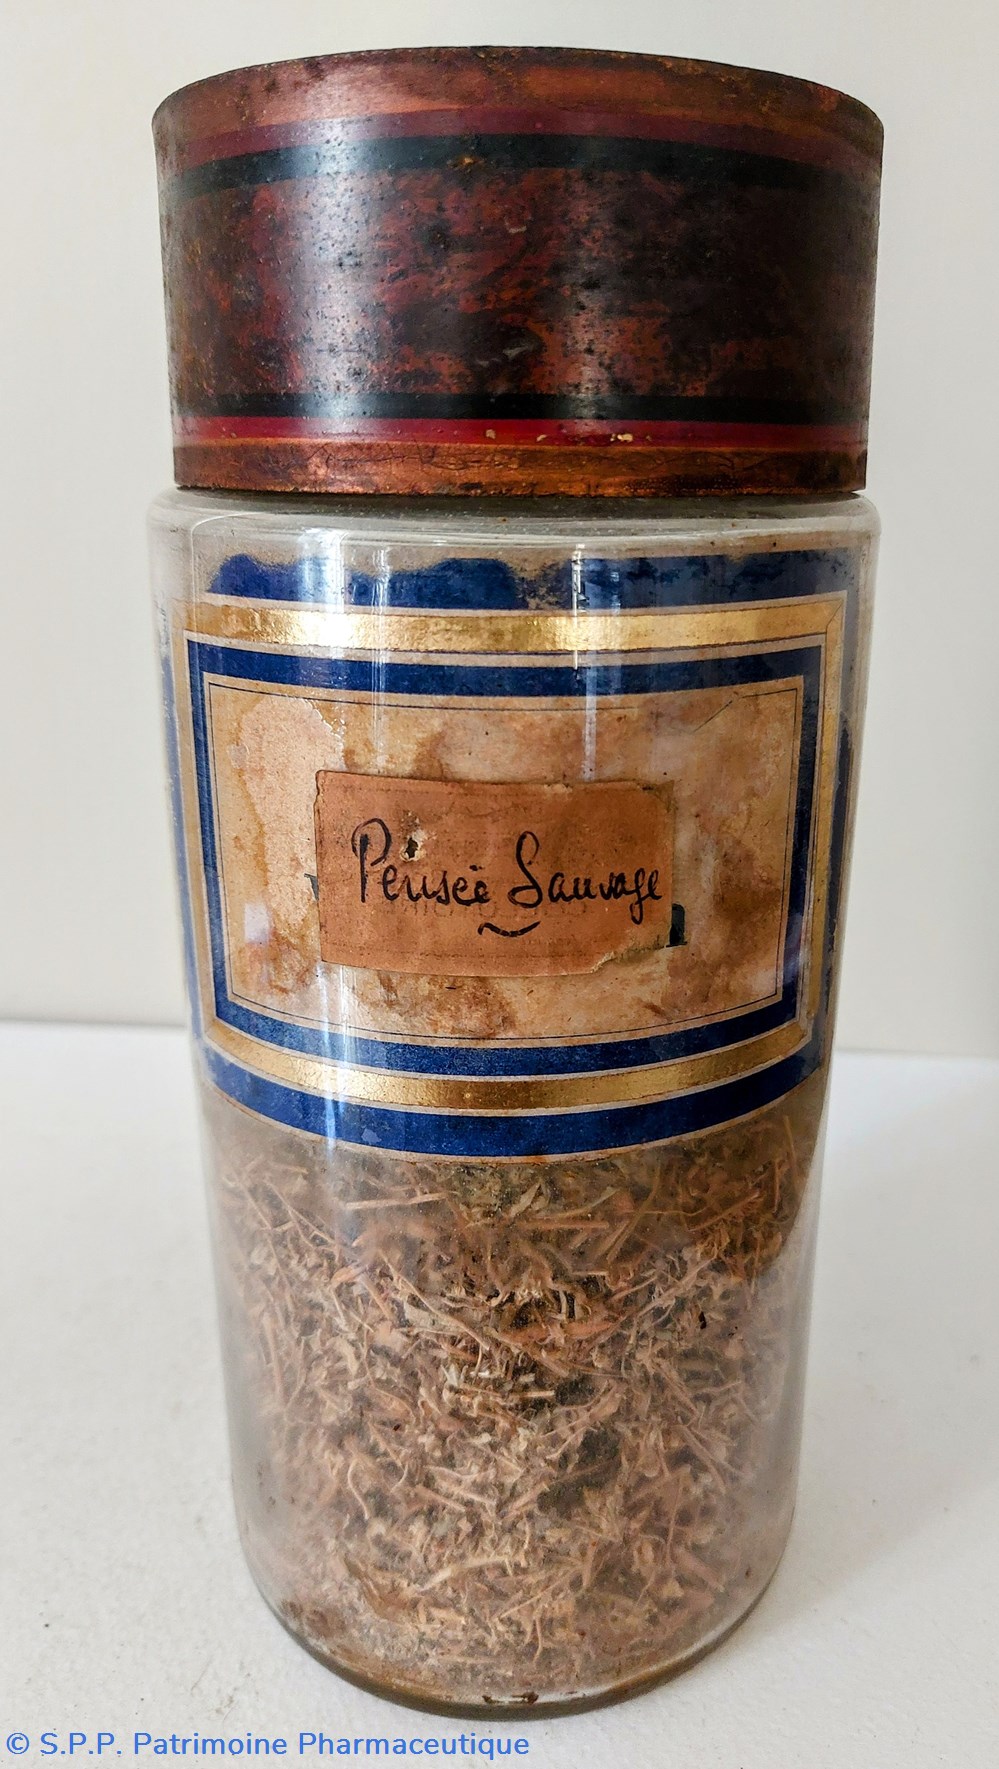 Pensée Sauvage
© S.P.P. Patrimoine Pharmaceutique